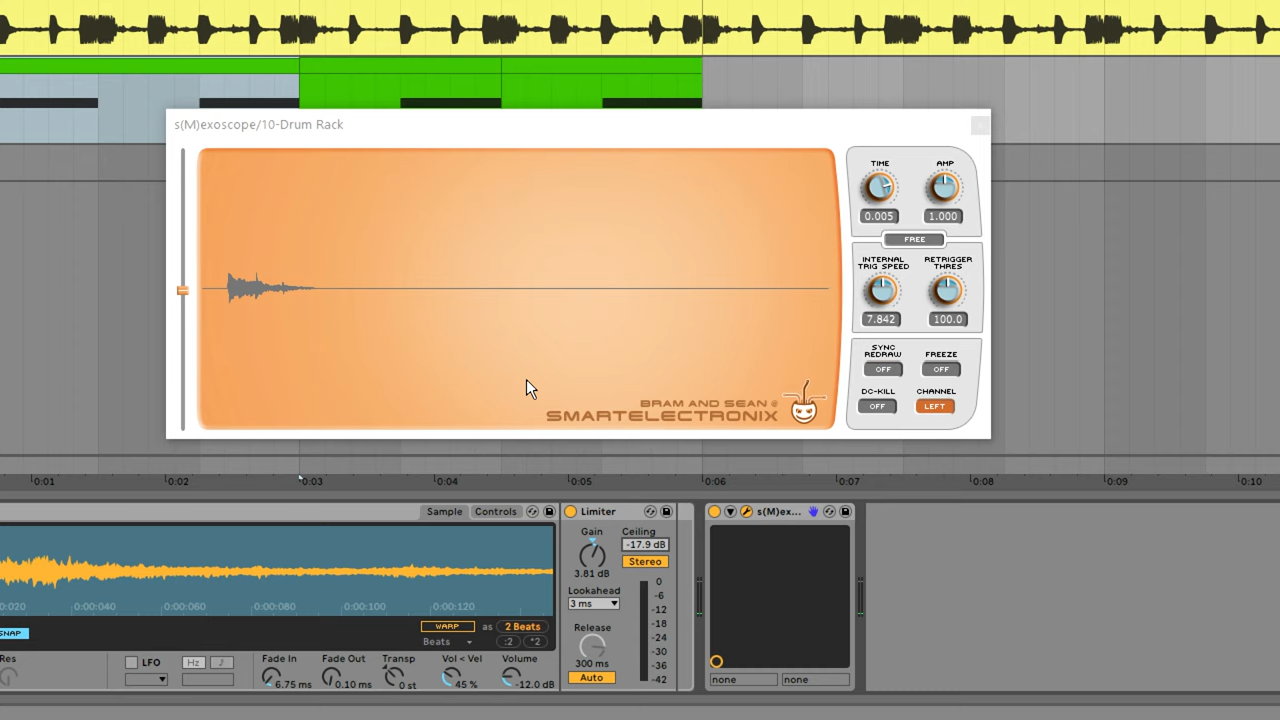 s(M)exoscope/10-Drum Rack
TIME AMP
0.005 1.000
FREE
INTERNAL TRIG SPEED RETRIGGER THRES
7.842 100.0
SYNC REDRAW FREEZE
OFF OFF
DC-KILL CHANNEL
OFF LEFT
BRAM AND SEAN @
SMARTELECTRONIX
0:01 0:02 0:03 0:04 0:05 0:06 0:07 0:08 0:09 0:10
Sample Controls
Limiter
s(M)ex...
Gain Ceiling
-17.9 dB
Stereo
3.81 dB
Lookahead
3 ms
Release
300 ms
Auto
0
-6
-12
-18
-24
-30
-36
-42
0:020 0:00:040 0:00:060 0:00:080 0:00:100 0:00:120
SNAP
WARP as 2 Beats
Beats :2 *2
Res LFO Hz Fade In Fade Out Transp Vol < Vel Volume
6.75 ms 0.10 ms 0 st 45 % -12.0 dB
none none